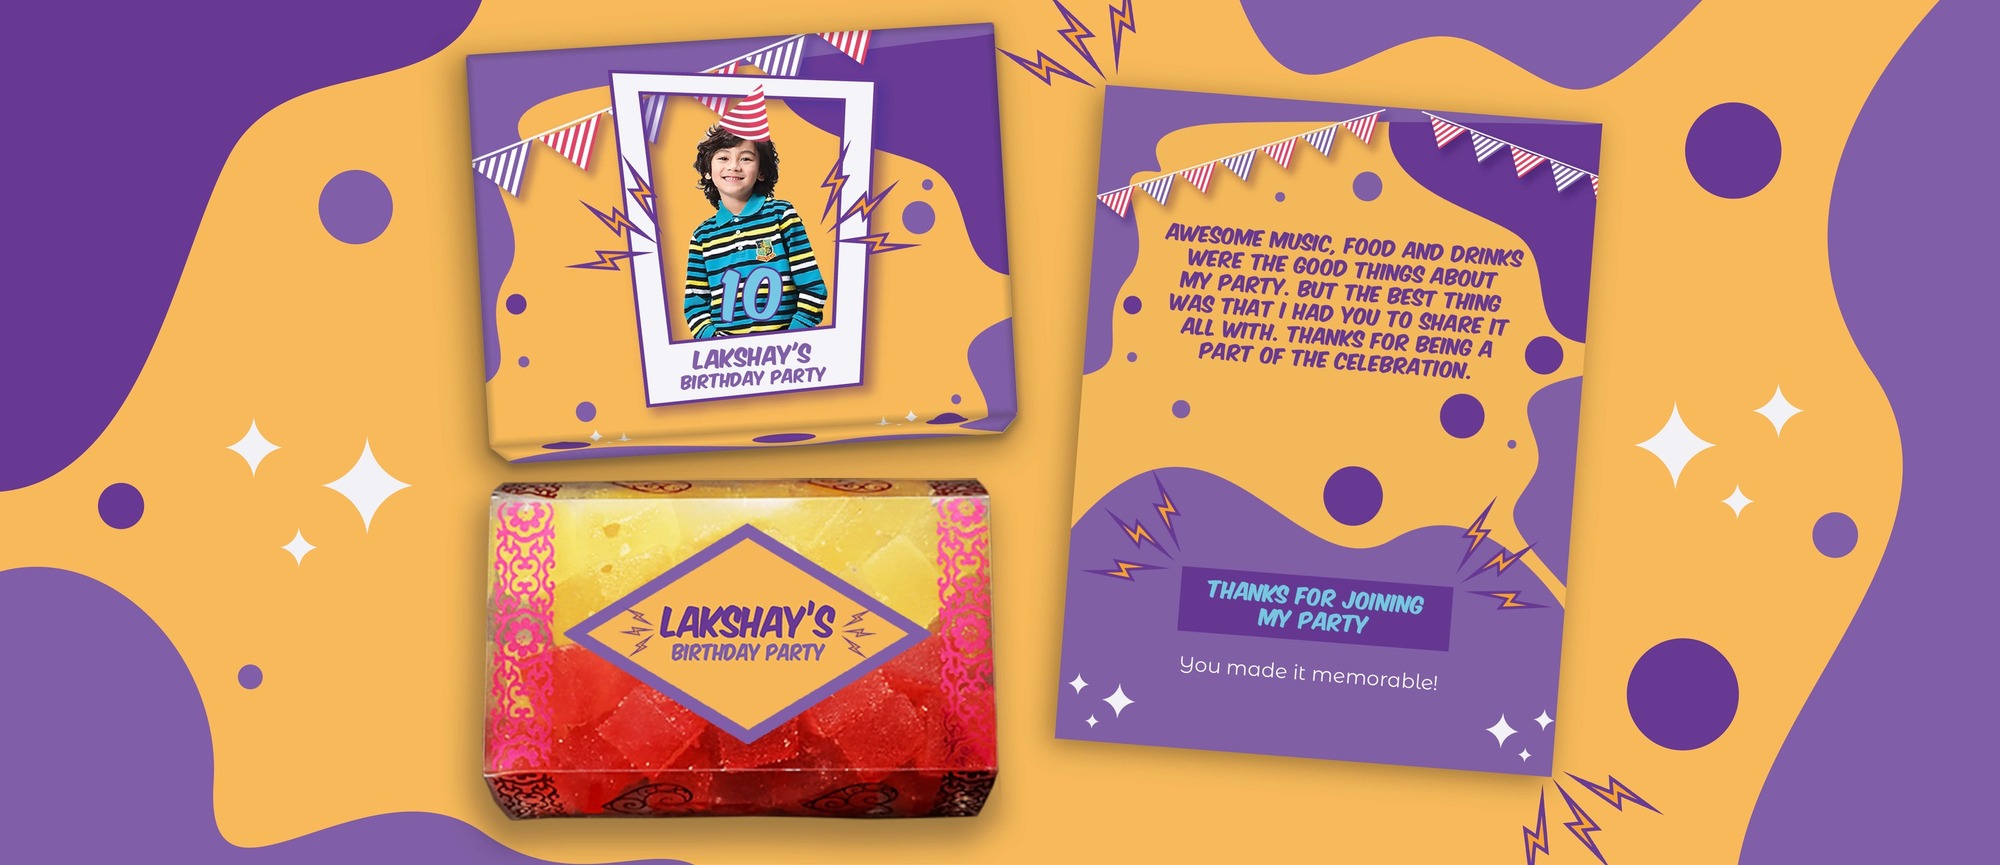 10
LAKSHAY'S
BIRTHDAY PARTY
LAKSHAY'S
BIRTHDAY PARTY
AWESOME MUSIC, FOOD AND DRINKS
WERE THE GOOD THINGS ABOUT
MY PARTY. BUT THE BEST THING
WAS THAT I HAD YOU TO SHARE IT
ALL WITH. THANKS FOR BEING A
PART OF THE CELEBRATION.
THANKS FOR JOINING
MY PARTY
You made it memorable!